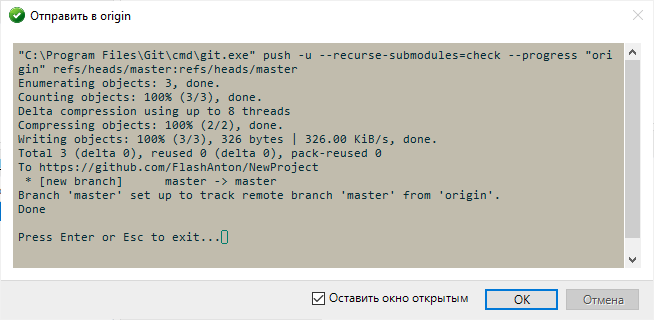 Отправить в origin
"C:\Program Files\Git\cmd\git.exe" push -u --recurse-submodules=check --progress "ori
gin" refs/heads/master:refs/heads/master
Enumerating objects: 3, done.
Counting objects: 100% (3/3), done.
Delta compression using up to 8 threads
Compressing objects: 100% (2/2), done.
Writing objects: 100% (3/3), 326 bytes | 326.00 KiB/s, done.
Total 3 (delta 0), reused 0 (delta 0), pack-reused 0
To https://github.com/FlashAnton/NewProject
 * [new branch]      master -> master
Branch 'master' set up to track remote branch 'master' from 'origin'.
Done
Press Enter or Esc to exit...
Оставить окно открытым
ОК
Отмена